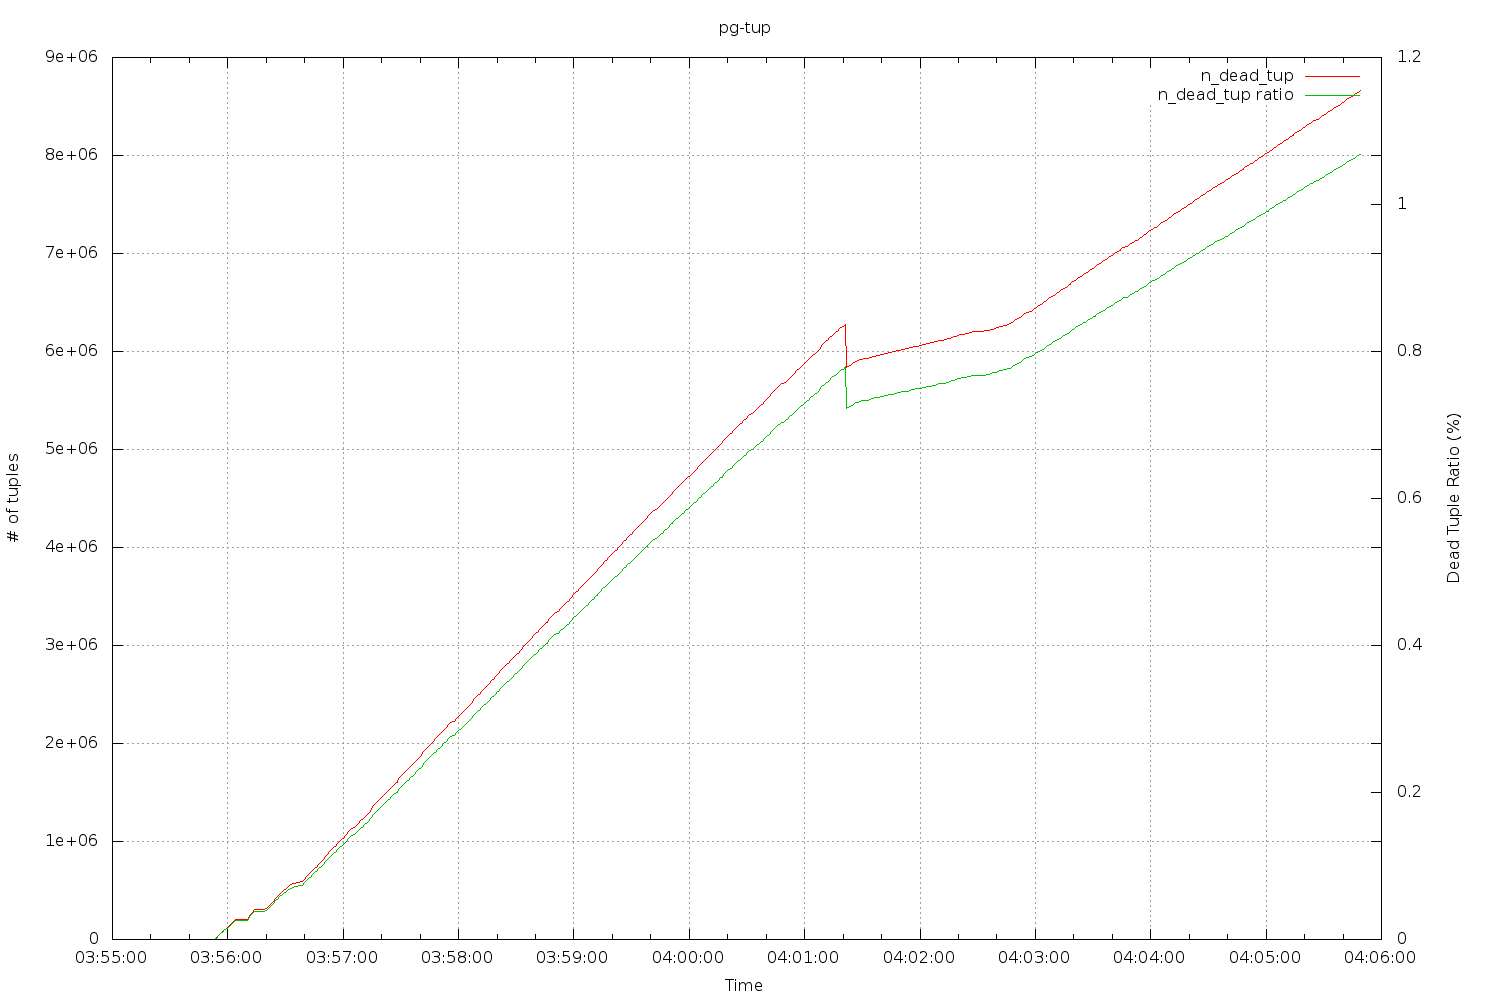 pg-tup
n_dead_tup
n_dead_tup ratio
9e+06
8e+06
7e+06
6e+06
5e+06
4e+06
3e+06
2e+06
1e+06
0
# of tuples
1.2
1
0.8
0.6
0.4
0.2
0
Dead Tuple Ratio (%)
03:55:00 03:56:00 03:57:00 03:58:00 03:59:00 04:00:00 04:01:00 04:02:00 04:03:00 04:04:00 04:05:00 04:06:00
Time